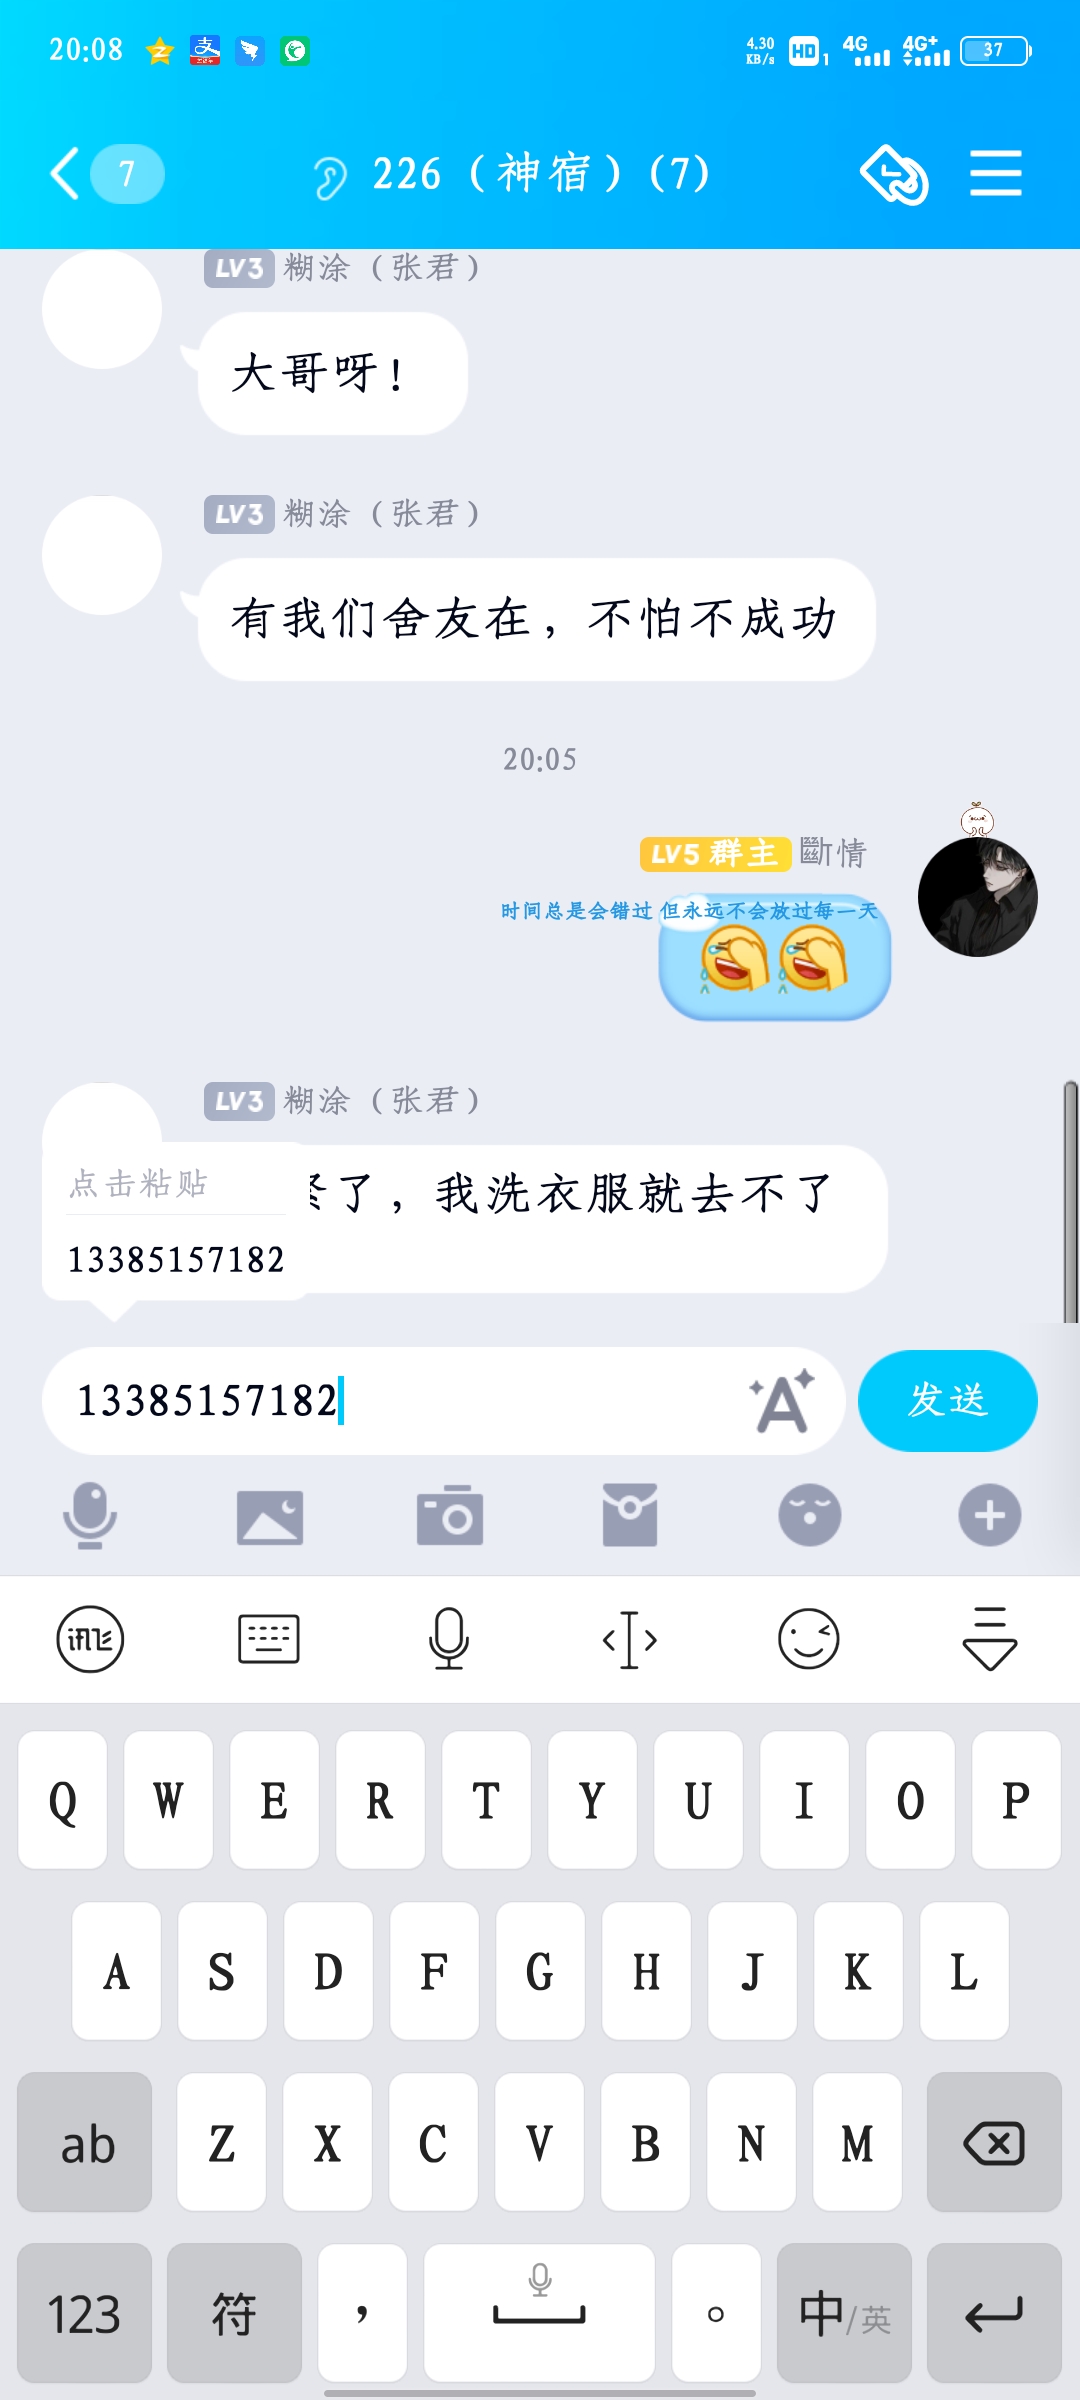 20:08
4.30
KB/s
HD 1
4G
4G+
37
7
226（神宿）(7)
LV3 糊涂（张君）
大哥呀！
LV3 糊涂（张君）
有我们舍友在，不怕不成功
20:05
LV5 群主 斷情
时间总是会错过 但永远不会放过每一天
LV3 糊涂（张君）
点击粘贴
了，我洗衣服就去不了
13385157182
13385157182
发送
Q W E R T Y U I O P
A S D F G H J K L
ab Z X C V B N M
123 符 ， 。 中/英